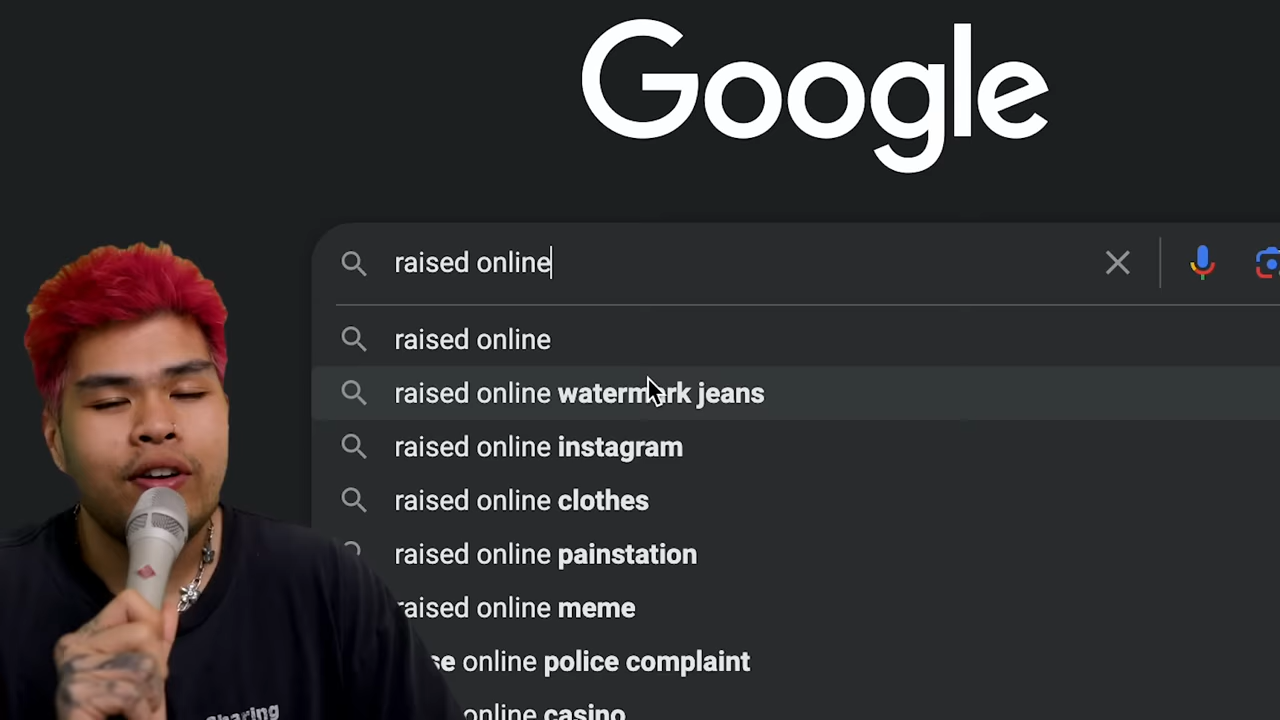 Google
raised online
raised online
raised online watermark jeans
raised online instagram
raised online clothes
raised online painstation
raised online meme
se online police complaint
online casino
Sharing